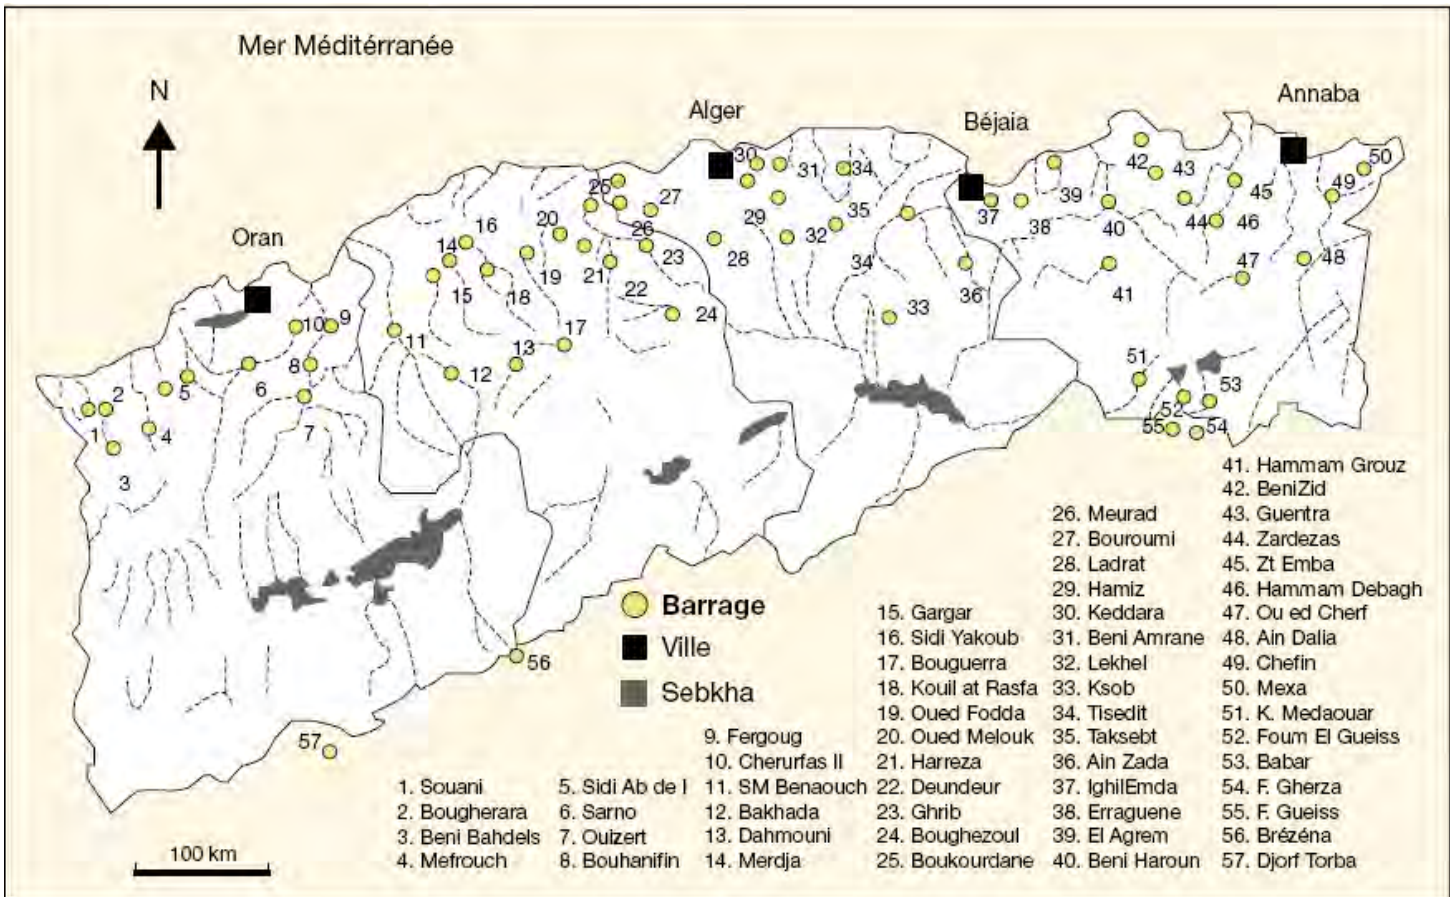 Mer Méditérranée
N
Alger
Annaba
Béjaia
Oran
30
31
34
42
43
50
25
27
29
35
37
38
39
40
44
45
49
16
20
26
32
46
14
28
23
34
48
19
21
36
41
47
15
18
22
33
10
9
11
24
17
13
51
8
12
5
2
6
53
52
1
4
7
55
54
3
56
57
Barrage
Ville
Sebkha
100 km
1. Souani
2. Bougherara
3. Beni Bahdels
4. Mefrouch
5. Sidi Ab de l
6. Sarno
7. Ouizert
8. Bouhanifin
9. Fergoug
10. Cherurfas II
11. SM Benaouch
12. Bakhada
13. Dahmouni
14. Merdja
15. Gargar
16. Sidi Yakoub
17. Bouguerra
18. Kouil at Rasfa
19. Oued Fodda
20. Oued Melouk
21. Harreza
22. Deundeur
23. Ghrib
24. Boughezoul
25. Boukourdane
26. Meurad
27. Bouroumi
28. Ladrat
29. Hamiz
30. Keddara
31. Beni Amrane
32. Lekhel
33. Ksob
34. Tisedit
35. Taksebt
36. Ain Zada
37. IghilEmda
38. Erraguene
39. El Agrem
40. Beni Haroun
41. Hammam Grouz
42. BeniZid
43. Guentra
44. Zardezas
45. Zt Emba
46. Hammam Debagh
47. Ou ed Cherf
48. Ain Dalia
49. Chefin
50. Mexa
51. K. Medaouar
52. Foum El Gueiss
53. Babar
54. F. Gherza
55. F. Gueiss
56. Brézéna
57. Djorf Torba